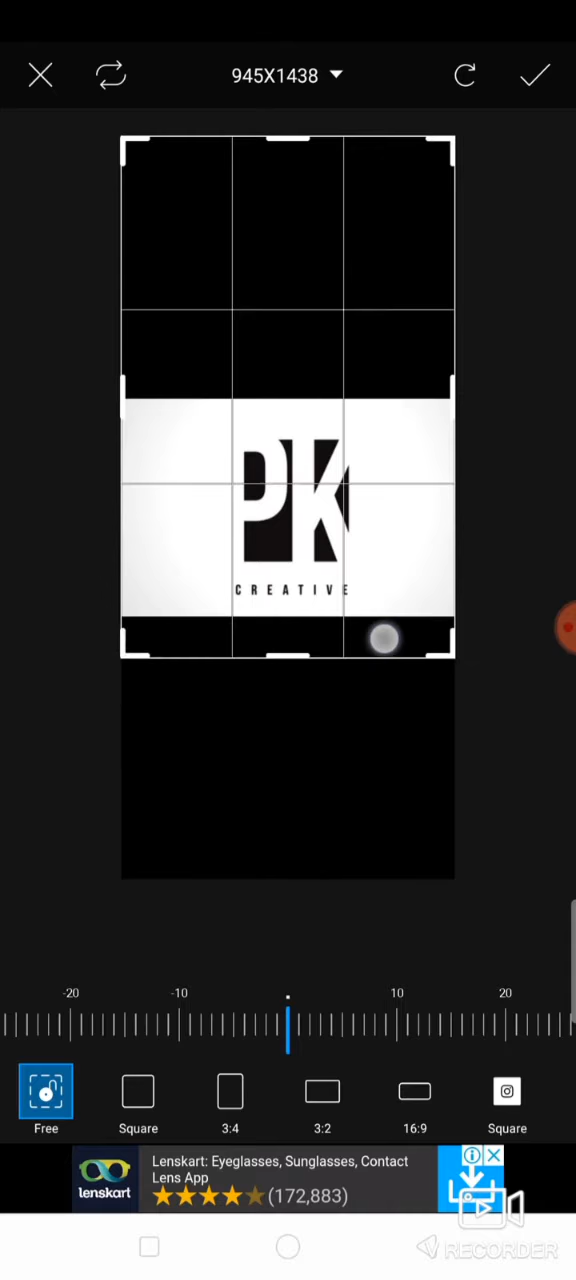 945X1438
PK
CREATIVE
-20 -10 10 20
Free Square 3:4 3:2 16:9 Square
Lenskart: Eyeglasses, Sunglasses, Contact
Lens App
lenskart
(172,883)
RECORDER